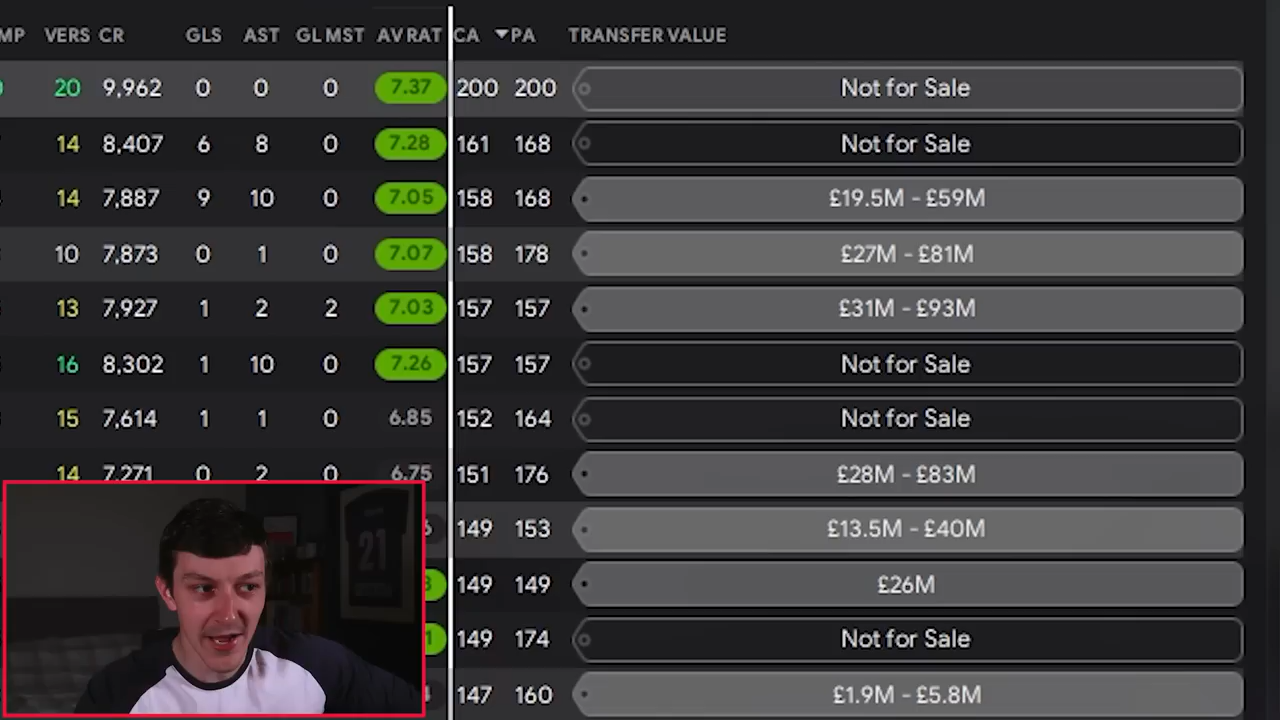 MP VERS CR GLS AST GL MST AV RAT CA PA TRANSFER VALUE
20 9,962 0 0 0 7.37 200 200 Not for Sale
14 8,407 6 8 0 7.28 161 168 Not for Sale
14 7,887 9 10 0 7.05 158 168 £19.5M - £59M
10 7,873 0 1 0 7.07 158 178 £27M - £81M
13 7,927 1 2 2 7.03 157 157 £31M - £93M
16 8,302 1 10 0 7.26 157 157 Not for Sale
15 7,614 1 1 0 6.85 152 164 Not for Sale
14 7,271 0 2 0 6.75 151 176 £28M - £83M
149 153 £13.5M - £40M
149 149 £26M
149 174 Not for Sale
147 160 £1.9M - £5.8M
21